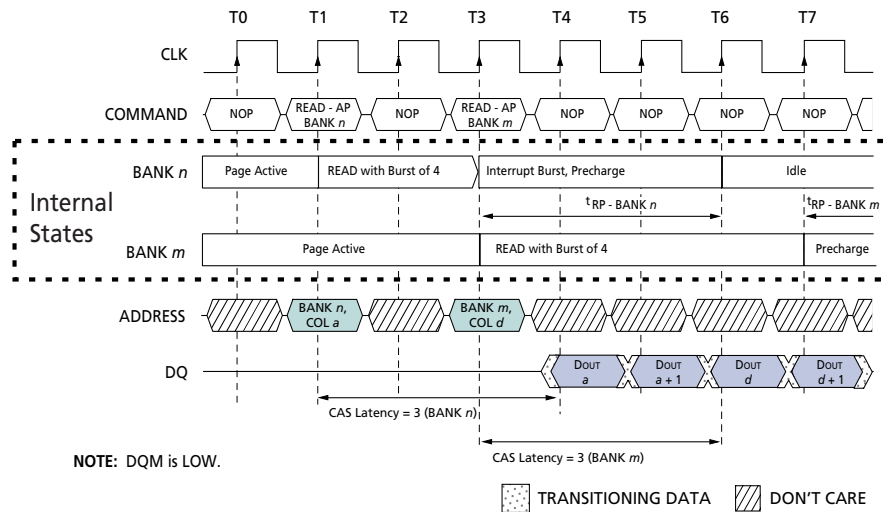 T0 T1 T2 T3 T4 T5 T6 T7
CLK
COMMAND NOP READ - AP BANK n NOP READ - AP BANK m NOP NOP NOP NOP
Internal States
BANK n Page Active READ with Burst of 4 Interrupt Burst, Precharge Idle
tRP - BANK n tRP - BANK m
BANK m Page Active READ with Burst of 4 Precharge
ADDRESS BANK n, COL a BANK m, COL d
DQ DOUT a DOUT a + 1 DOUT d DOUT d + 1
CAS Latency = 3 (BANK n)
CAS Latency = 3 (BANK m)
NOTE: DQM is LOW.
TRANSITIONING DATA DON'T CARE